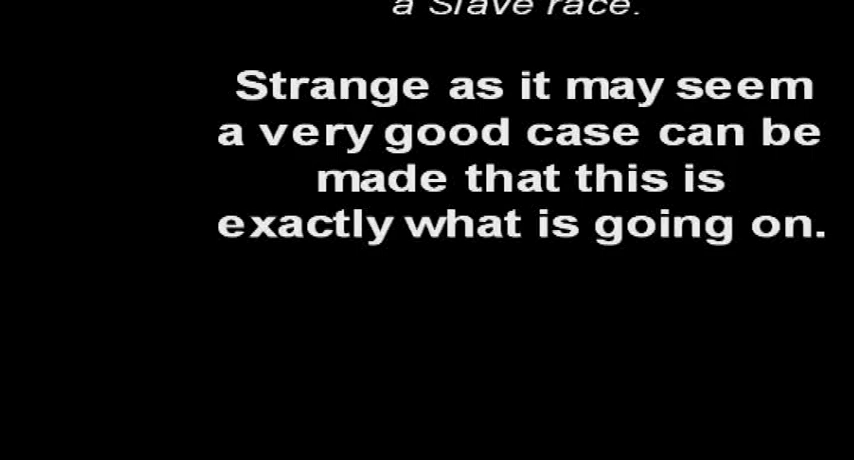 a Slave race.
Strange as it may seem
a very good case can be
made that this is
exactly what is going on.